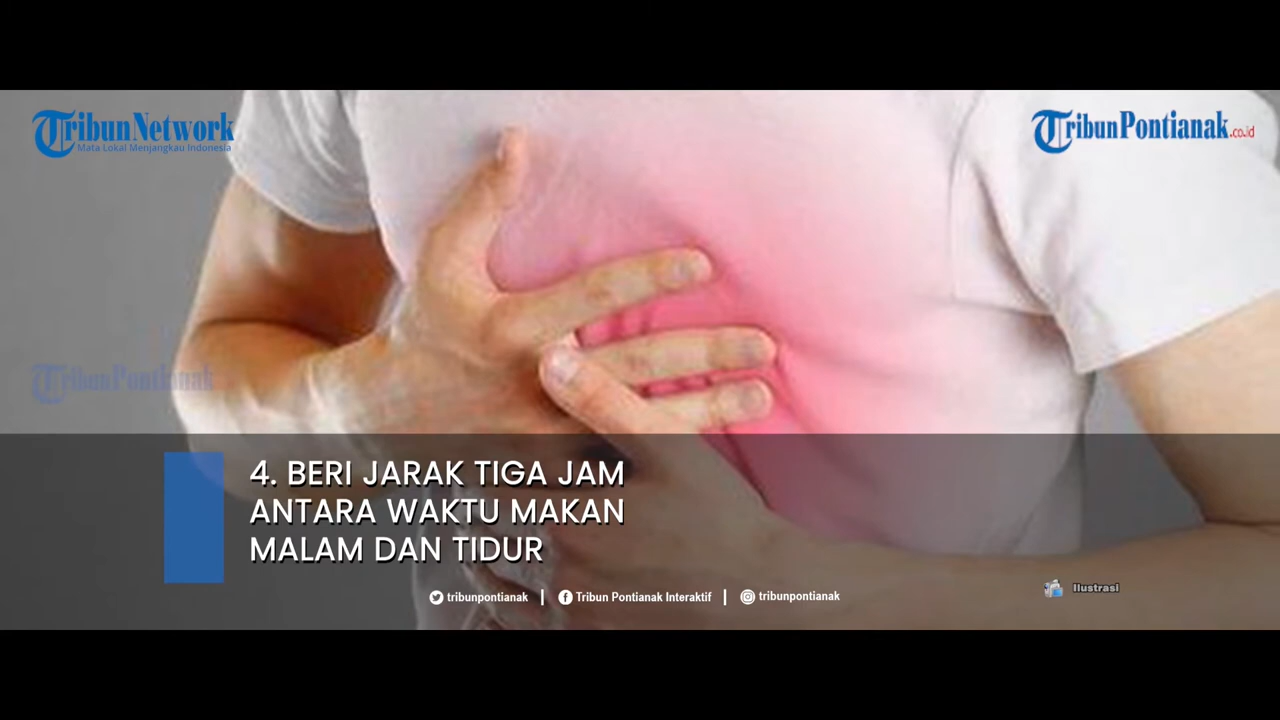 TribunNetwork
Mata Lokal Menjangkau Indonesia
TribunPontianak.co.id
TribunPontianak
4. BERI JARAK TIGA JAM
ANTARA WAKTU MAKAN
MALAM DAN TIDUR
tribunpontianak | Tribun Pontianak Interaktif | tribunpontianak
Ilustrasi